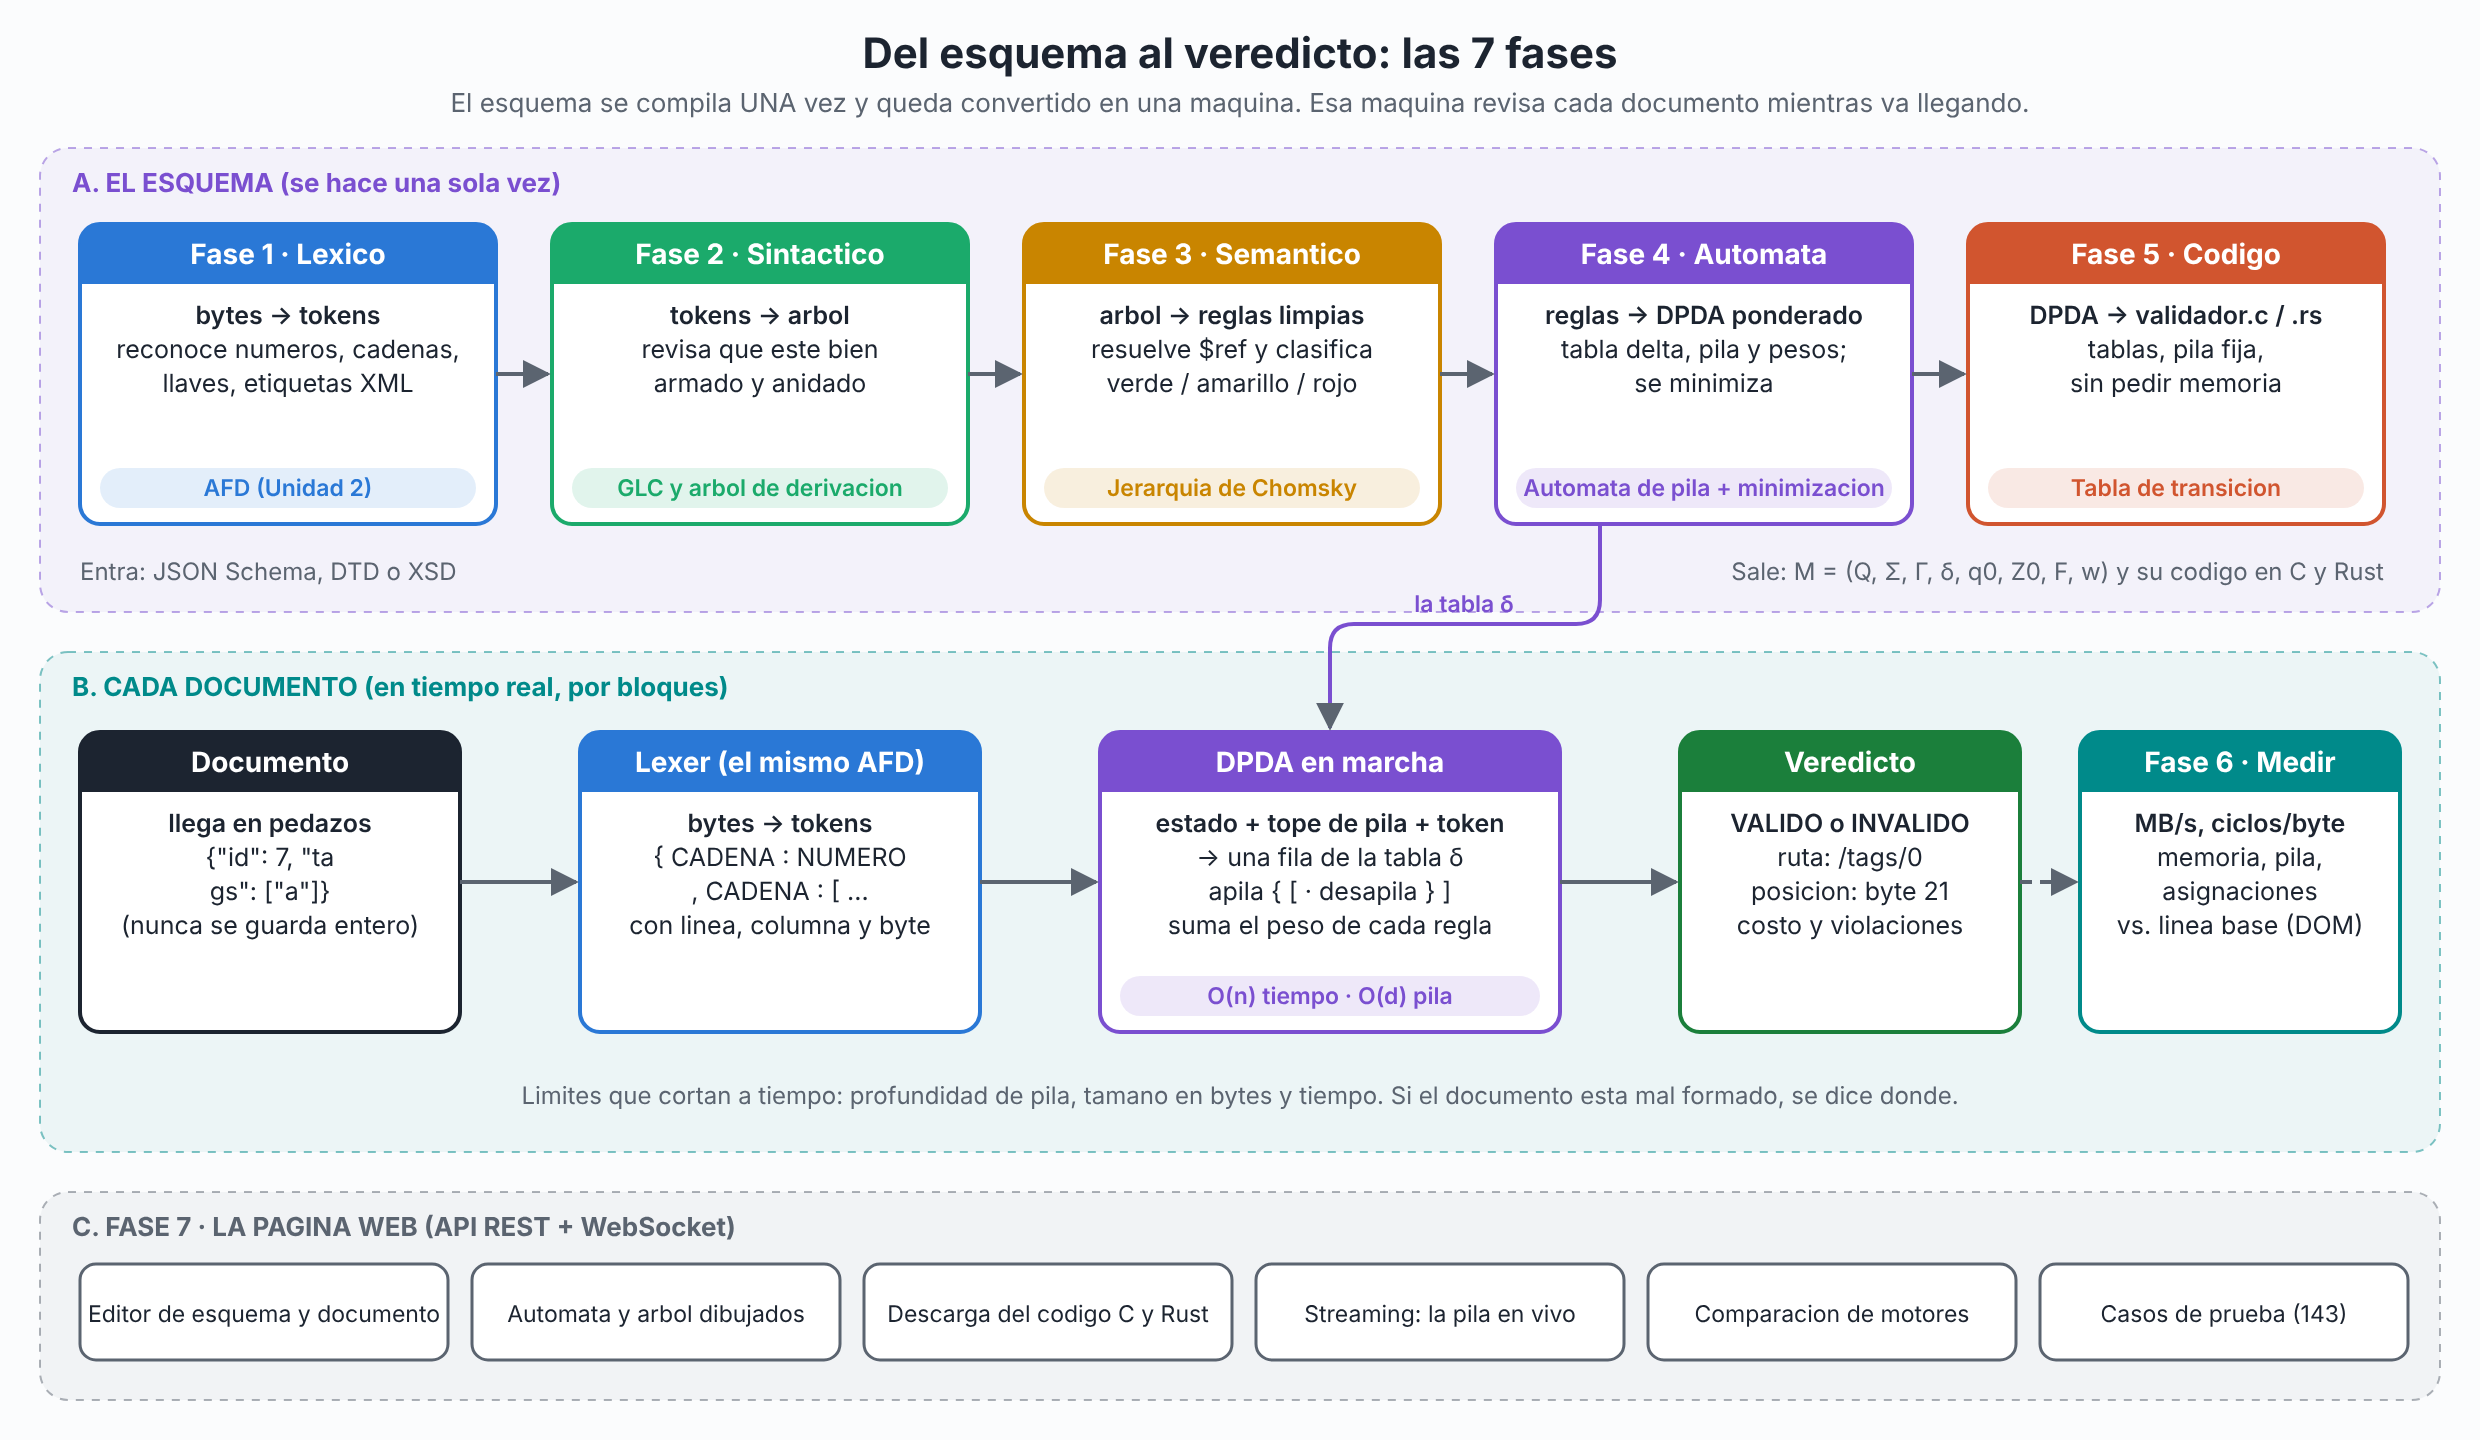 Del esquema al veredicto: las 7 fases
El esquema se compila UNA vez y queda convertido en una maquina. Esa maquina revisa cada documento mientras va llegando.
A. EL ESQUEMA (se hace una sola vez)
Fase 1 · Lexico
bytes → tokens
reconoce numeros, cadenas,
llaves, etiquetas XML
AFD (Unidad 2)
Fase 2 · Sintactico
tokens → arbol
revisa que este bien
armado y anidado
GLC y arbol de derivacion
Fase 3 · Semantico
arbol → reglas limpias
resuelve $ref y clasifica
verde / amarillo / rojo
Jerarquia de Chomsky
Fase 4 · Automata
reglas → DPDA ponderado
tabla delta, pila y pesos;
se minimiza
Automata de pila + minimizacion
Fase 5 · Codigo
DPDA → validador.c / .rs
tablas, pila fija,
sin pedir memoria
Tabla de transicion
Entra: JSON Schema, DTD o XSD
Sale: M = (Q, Σ, Γ, δ, q0, Z0, F, w) y su codigo en C y Rust
la tabla δ
B. CADA DOCUMENTO (en tiempo real, por bloques)
Documento
llega en pedazos
{"id": 7, "ta
gs": ["a"]}
(nunca se guarda entero)
Lexer (el mismo AFD)
bytes → tokens
{ CADENA : NUMERO
, CADENA : [ ...
con linea, columna y byte
DPDA en marcha
estado + tope de pila + token
→ una fila de la tabla δ
apila { [ · desapila } ]
suma el peso de cada regla
O(n) tiempo · O(d) pila
Veredicto
VALIDO o INVALIDO
ruta: /tags/0
posicion: byte 21
costo y violaciones
Fase 6 · Medir
MB/s, ciclos/byte
memoria, pila,
asignaciones
vs. linea base (DOM)
Limites que cortan a tiempo: profundidad de pila, tamano en bytes y tiempo. Si el documento esta mal formado, se dice donde.
C. FASE 7 · LA PAGINA WEB (API REST + WebSocket)
Editor de esquema y documento
Automata y arbol dibujados
Descarga del codigo C y Rust
Streaming: la pila en vivo
Comparacion de motores
Casos de prueba (143)